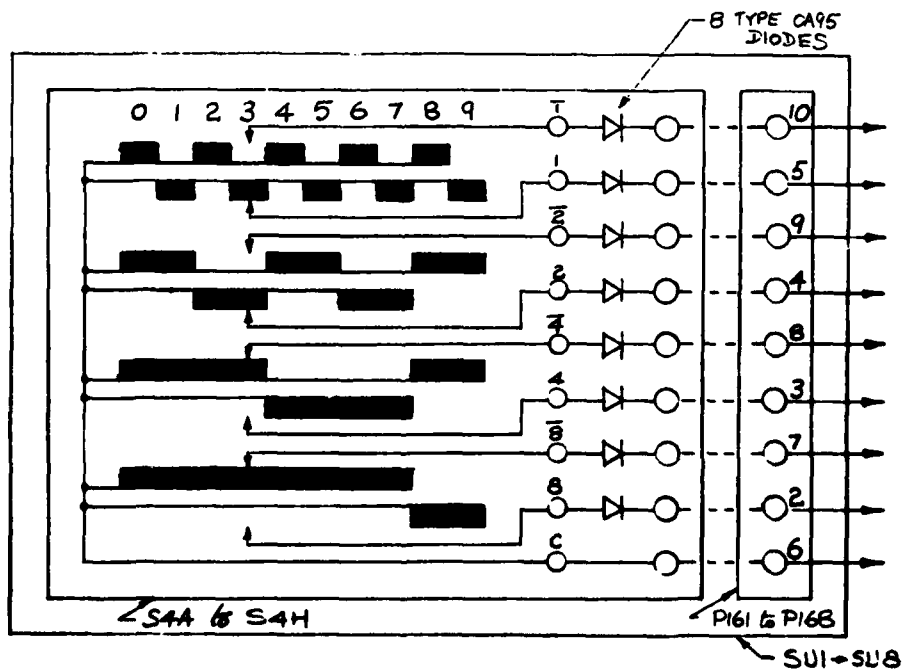 8 TYPE CA95
DIODES
0 1 2 3 4 5 6 7 8 9
1̅ 10
1 5
2̅ 9
2 4
4̅ 8
4 3
8̅ 7
8 2
C 6
S4A to S4H
P161 to P168
SU1→SU8